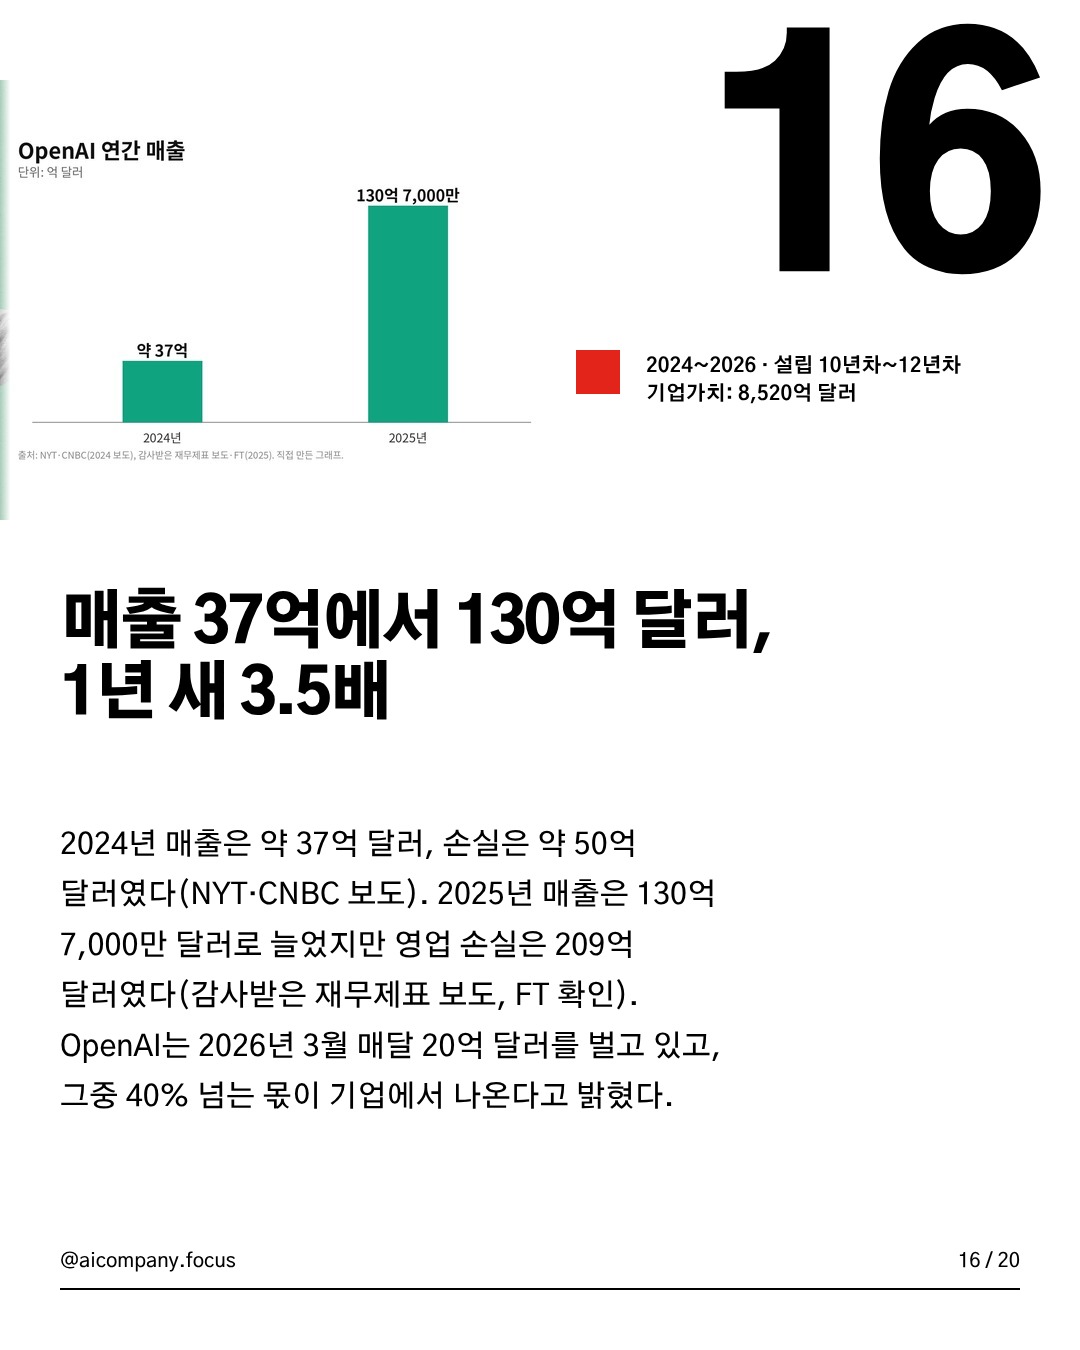 16
OpenAI 연간 매출
단위: 억 달러
130억 7,000만
약 37억
2024년
2025년
출처: NYT·CNBC(2024 보도), 감사받은 재무제표 보도·FT(2025). 직접 만든 그래프.
2024~2026 · 설립 10년차~12년차
기업가치: 8,520억 달러
매출 37억에서 130억 달러,
1년 새 3.5배
2024년 매출은 약 37억 달러, 손실은 약 50억
달러였다(NYT·CNBC 보도). 2025년 매출은 130억
7,000만 달러로 늘었지만 영업 손실은 209억
달러였다(감사받은 재무제표 보도, FT 확인).
OpenAI는 2026년 3월 매달 20억 달러를 벌고 있고,
그중 40% 넘는 몫이 기업에서 나온다고 밝혔다.
@aicompany.focus
16 / 20